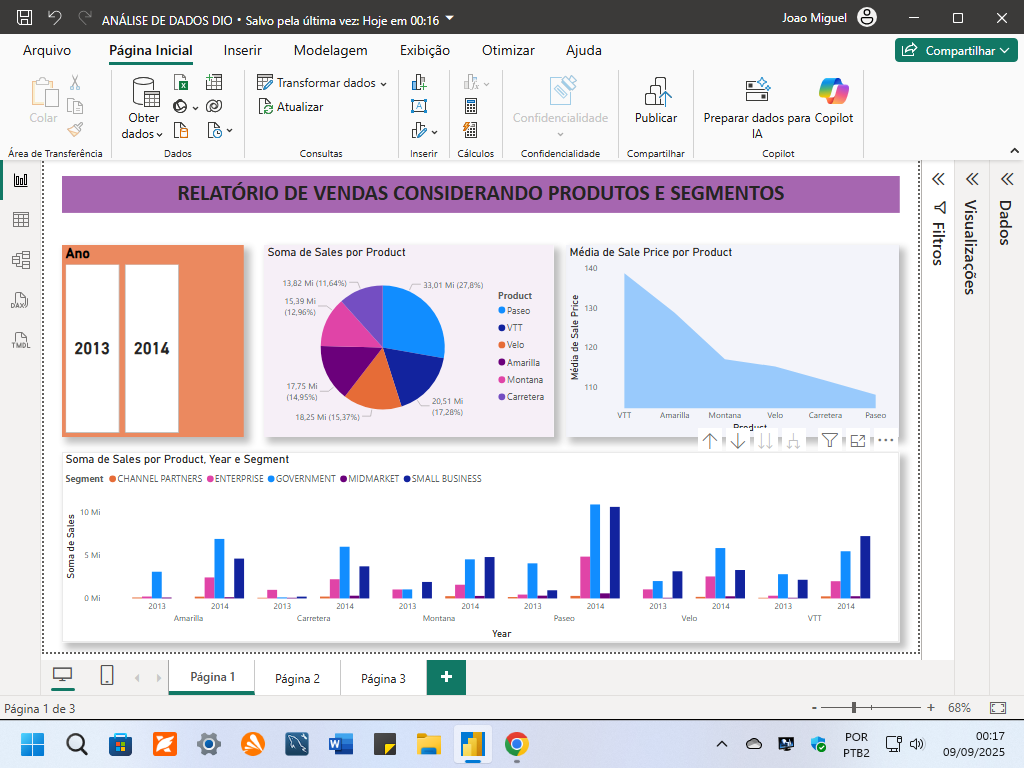 ANÁLISE DE DADOS DIO • Salvo pela última vez: Hoje em 00:16
Joao Miguel
Arquivo
Página Inicial
Inserir
Modelagem
Exibição
Otimizar
Ajuda
Compartilhar
Colar
Obter dados
Transformar dados
Atualizar
Confidencialidade
Publicar
Preparar dados para IA
Copilot
Área de Transferência
Dados
Consultas
Inserir
Cálculos
Confidencialidade
Compartilhar
Copilot
DAX
TMDL
RELATÓRIO DE VENDAS CONSIDERANDO PRODUTOS E SEGMENTOS
Filtros
Visualizações
Dados
Ano
2013
2014
Soma de Sales por Product
13,82 Mi (11,64%)
33,01 Mi (27,8%)
15,39 Mi
(12,96%)
17,75 Mi
(14,95%)
18,25 Mi (15,37%)
20,51 Mi
(17,28%)
Product
Paseo
VTT
Velo
Amarilla
Montana
Carretera
Média de Sale Price por Product
Média de Sale Price
140
130
120
110
VTT
Amarilla
Montana
Velo
Carretera
Paseo
Product
Soma de Sales por Product, Year e Segment
Segment
CHANNEL PARTNERS
ENTERPRISE
GOVERNMENT
MIDMARKET
SMALL BUSINESS
Soma de Sales
10 Mi
5 Mi
0 Mi
2013 2014 2013 2014 2013 2014 2013 2014 2013 2014 2013 2014
Amarilla Carretera Montana Paseo Velo VTT
Year
Página 1
Página 2
Página 3
+
Página 1 de 3
- + 68%
POR
PTB2
00:17
09/09/2025